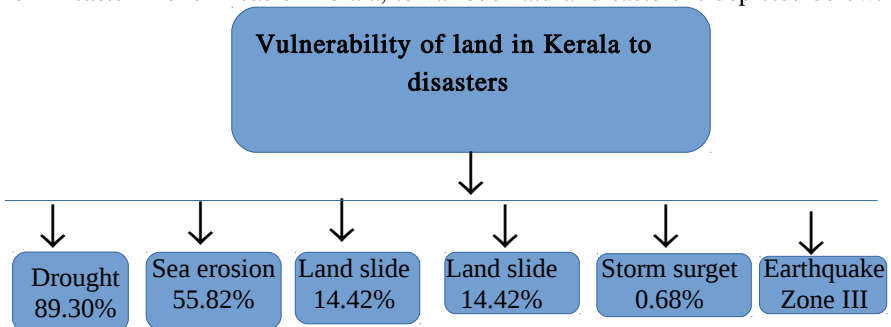 Vulnerability of land in Kerala to
disasters
Drought
89.30%
Sea erosion
55.82%
Land slide
14.42%
Land slide
14.42%
Storm surget
0.68%
Earthquake
Zone III